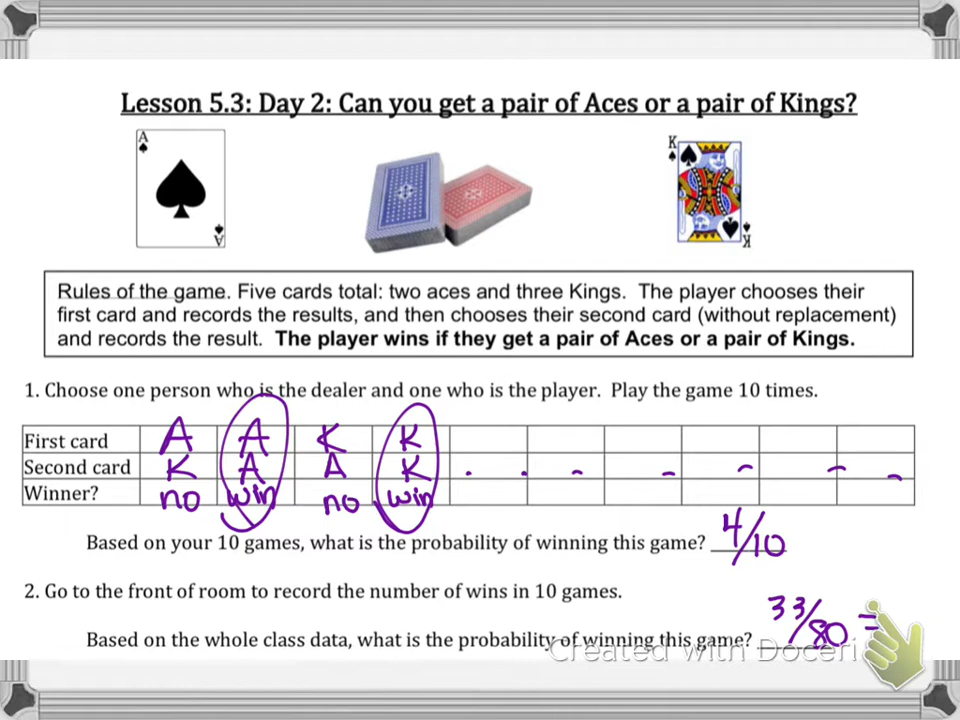 Lesson 5.3: Day 2: Can you get a pair of Aces or a pair of Kings?
A
A
K
K
Rules of the game. Five cards total: two aces and three Kings. The player chooses their
first card and records the results, and then chooses their second card (without replacement)
and records the result. The player wins if they get a pair of Aces or a pair of Kings.
1. Choose one person who is the dealer and one who is the player. Play the game 10 times.
First card A A K K
Second card K A A K
Winner? no win no win
Based on your 10 games, what is the probability of winning this game? 4/10
2. Go to the front of room to record the number of wins in 10 games.
Based on the whole class data, what is the probability of winning this game? 33/80 =
Created with Doceri